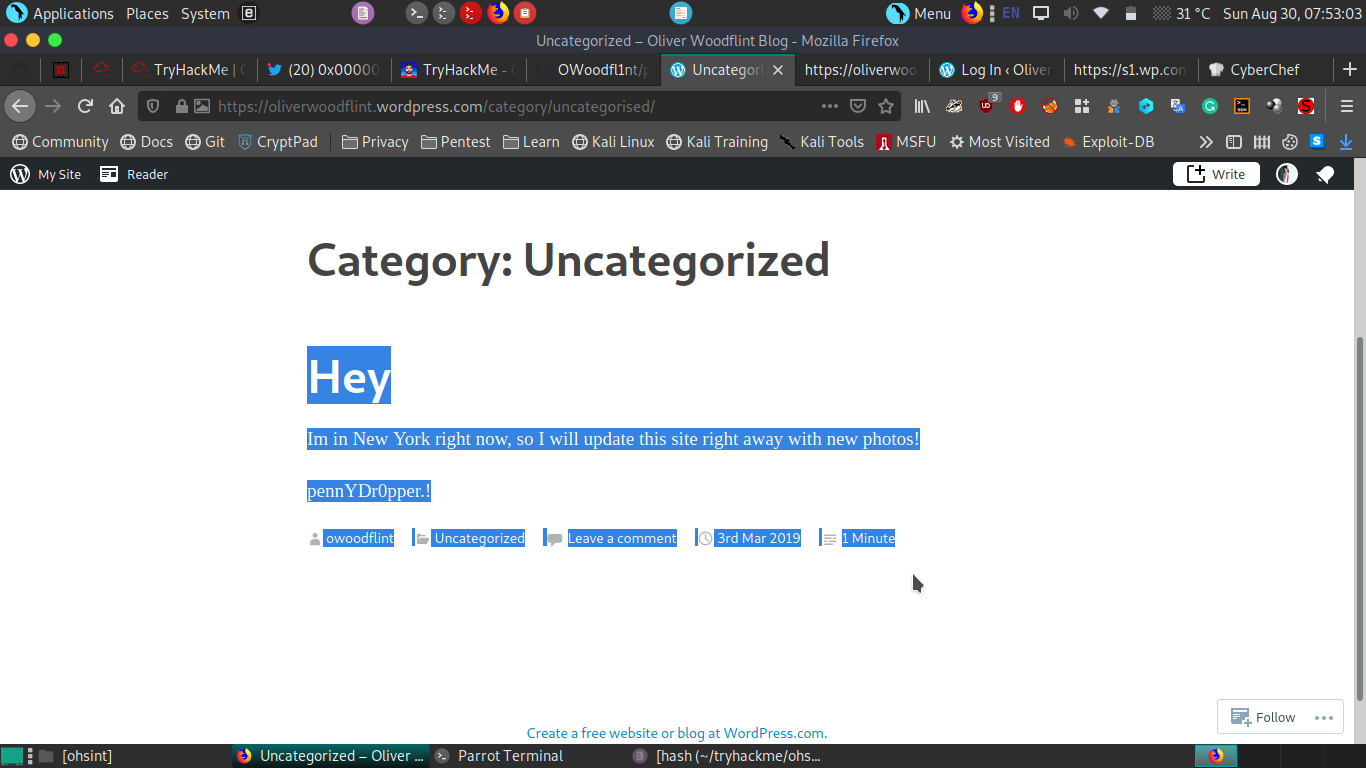 Applications Places System Menu EN 31 °C Sun Aug 30, 07:53:03
Uncategorized – Oliver Woodflint Blog - Mozilla Firefox
TryHackMe | (20) 0x00000 TryHackMe - OWoodfl1nt/p Uncategori https://oliverwoo Log In ‹ Oliver https://s1.wp.con CyberChef
https://oliverwoodflint.wordpress.com/category/uncategorised/ 9
Community Docs Git CryptPad Privacy Pentest Learn Kali Linux Kali Training Kali Tools MSFU Most Visited Exploit-DB
My Site Reader Write
Category: Uncategorized
Hey
Im in New York right now, so I will update this site right away with new photos!
pennYDr0pper.!
owoodflint Uncategorized Leave a comment 3rd Mar 2019 1 Minute
Follow
Create a free website or blog at WordPress.com.
[ohsint] Uncategorized – Oliver ... Parrot Terminal [hash (~/tryhackme/ohs...